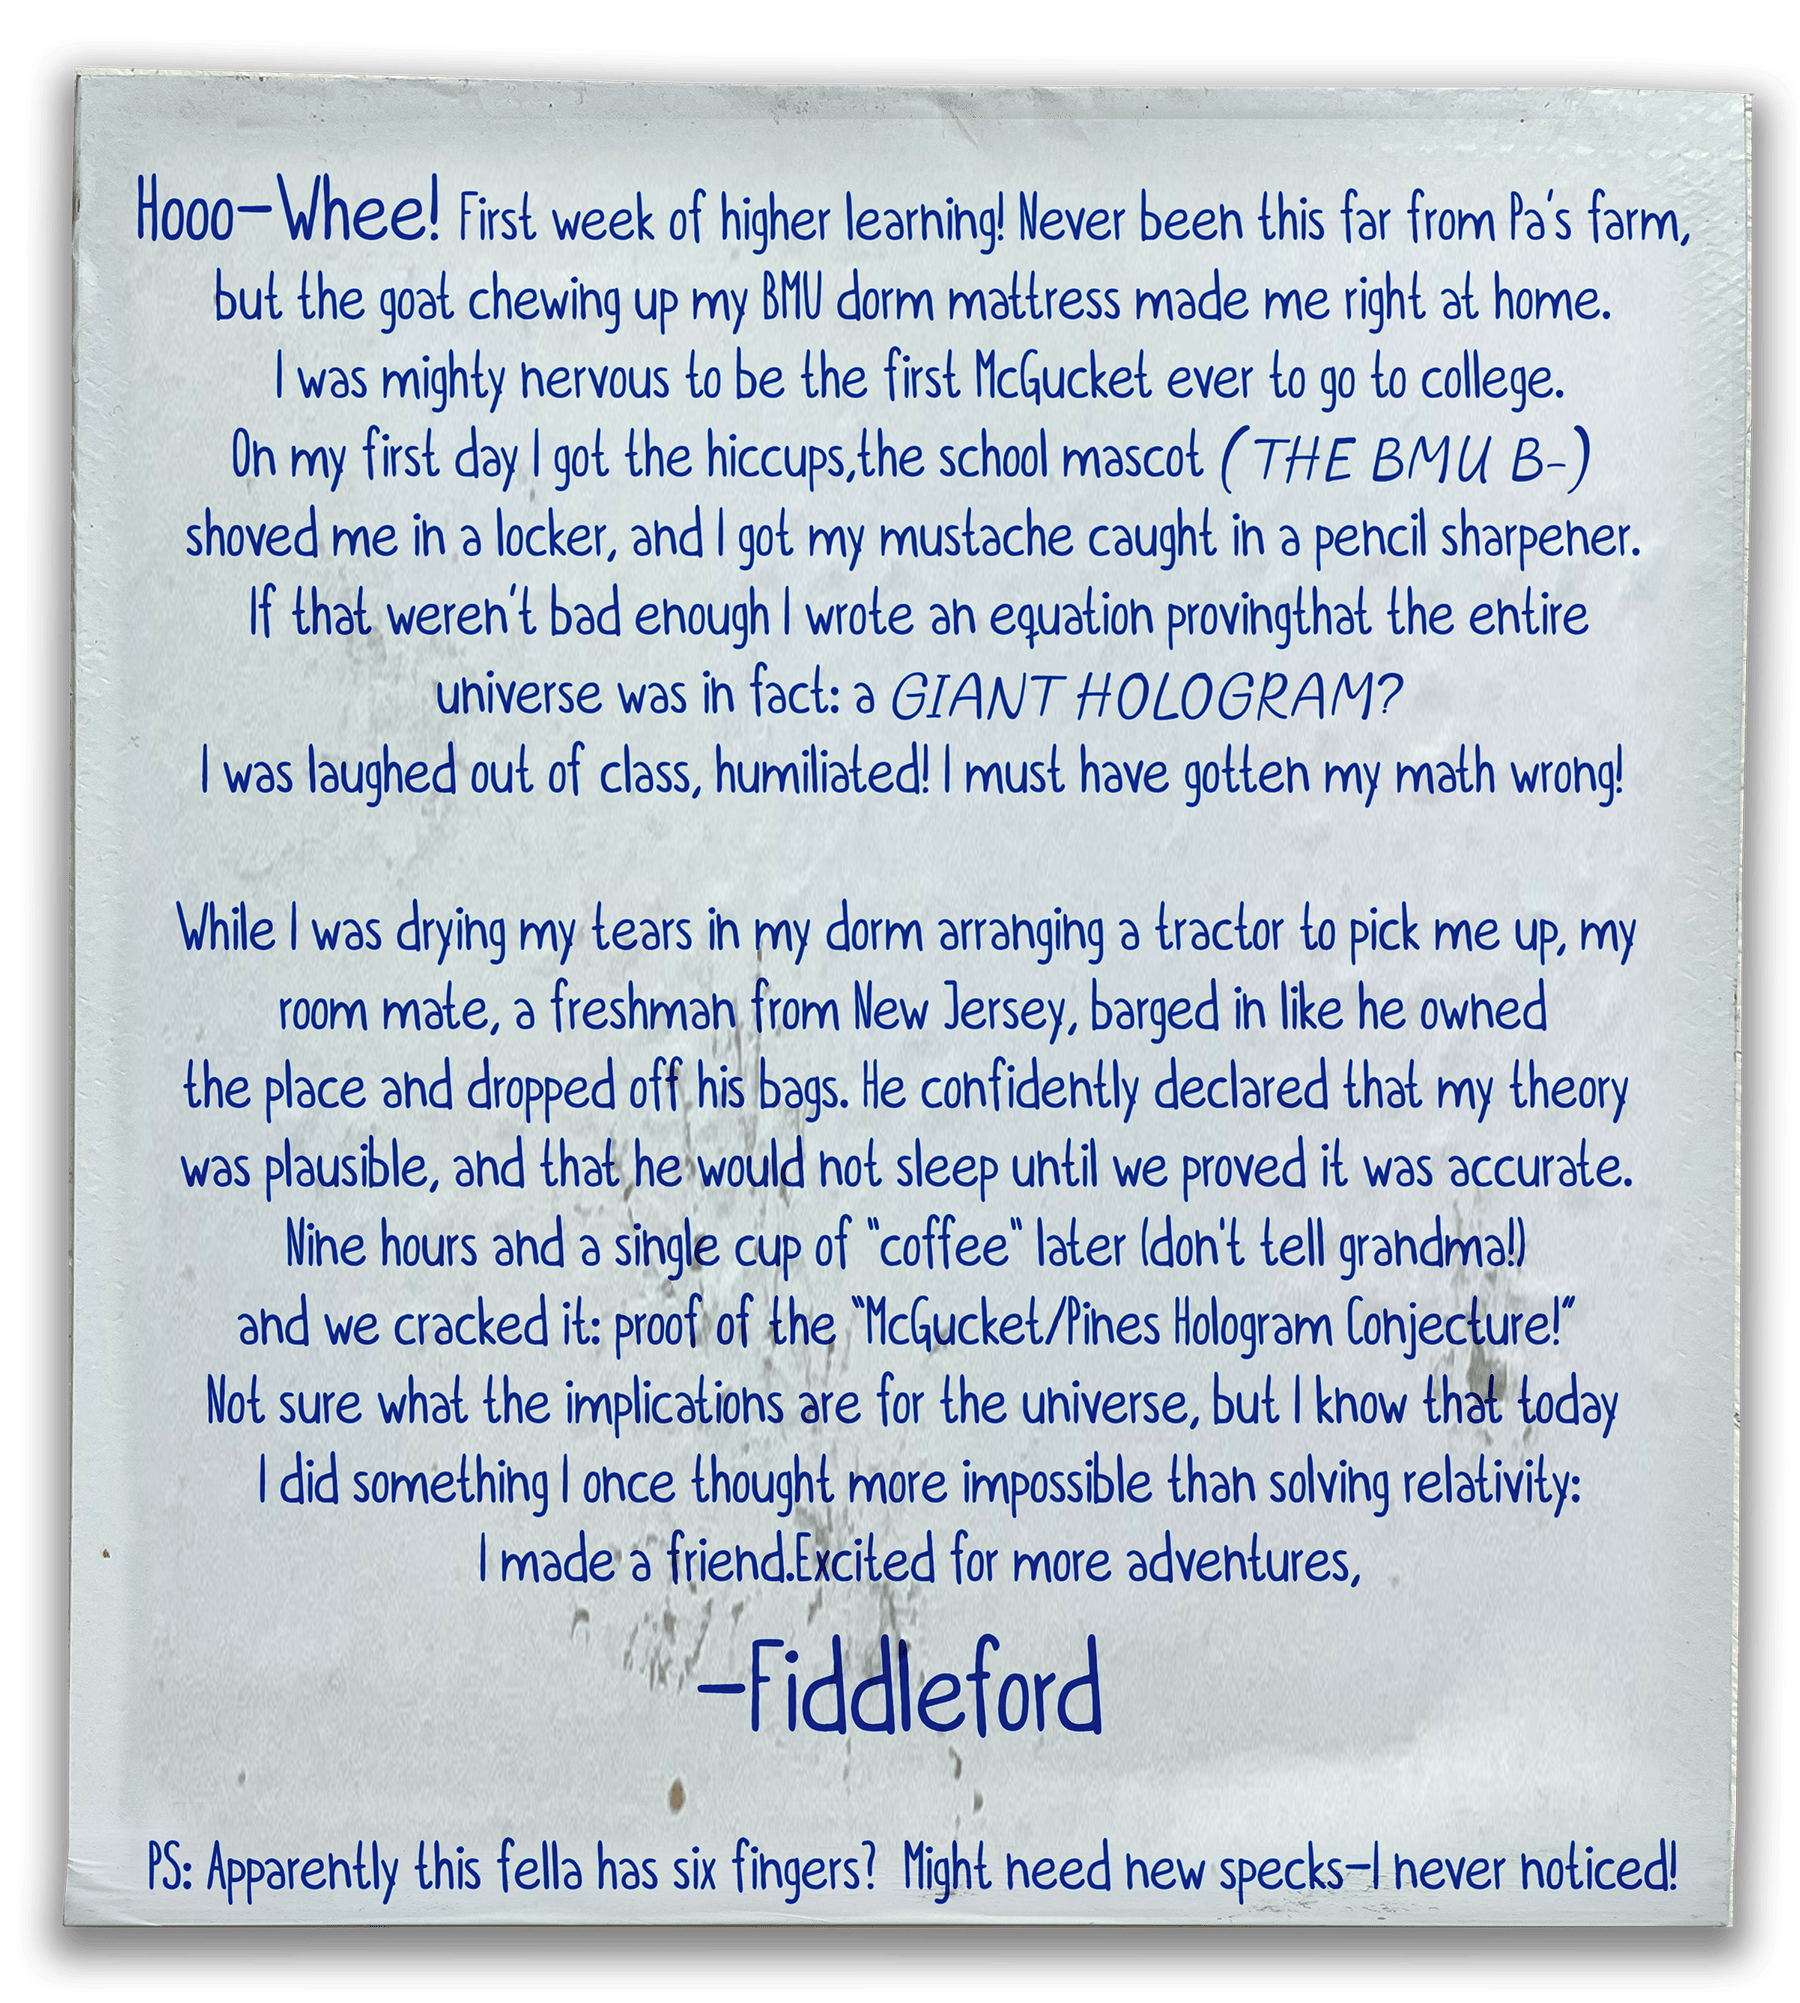 Hooo-Whee! First week of higher learning! Never been this far from Pa's farm,
but the goat chewing up my BMU dorm mattress made me right at home.
I was mighty nervous to be the first McGucket ever to go to college.
On my first day I got the hiccups,the school mascot (THE BMU B-)
shoved me in a locker, and I got my mustache caught in a pencil sharpener.
If that weren't bad enough I wrote an equation provingthat the entire
universe was in fact: a GIANT HOLOGRAM?
I was laughed out of class, humiliated! I must have gotten my math wrong!
While I was drying my tears in my dorm arranging a tractor to pick me up, my
room mate, a freshman from New Jersey, barged in like he owned
the place and dropped off his bags. He confidently declared that my theory
was plausible, and that he would not sleep until we proved it was accurate.
Nine hours and a single cup of "coffee" later (don't tell grandma!)
and we cracked it: proof of the "McGucket/Pines Hologram Conjecture!"
Not sure what the implications are for the universe, but I know that today
I did something I once thought more impossible than solving relativity:
I made a friend.Excited for more adventures,
-Fiddleford
PS: Apparently this fella has six fingers? Might need new specks-I never noticed!